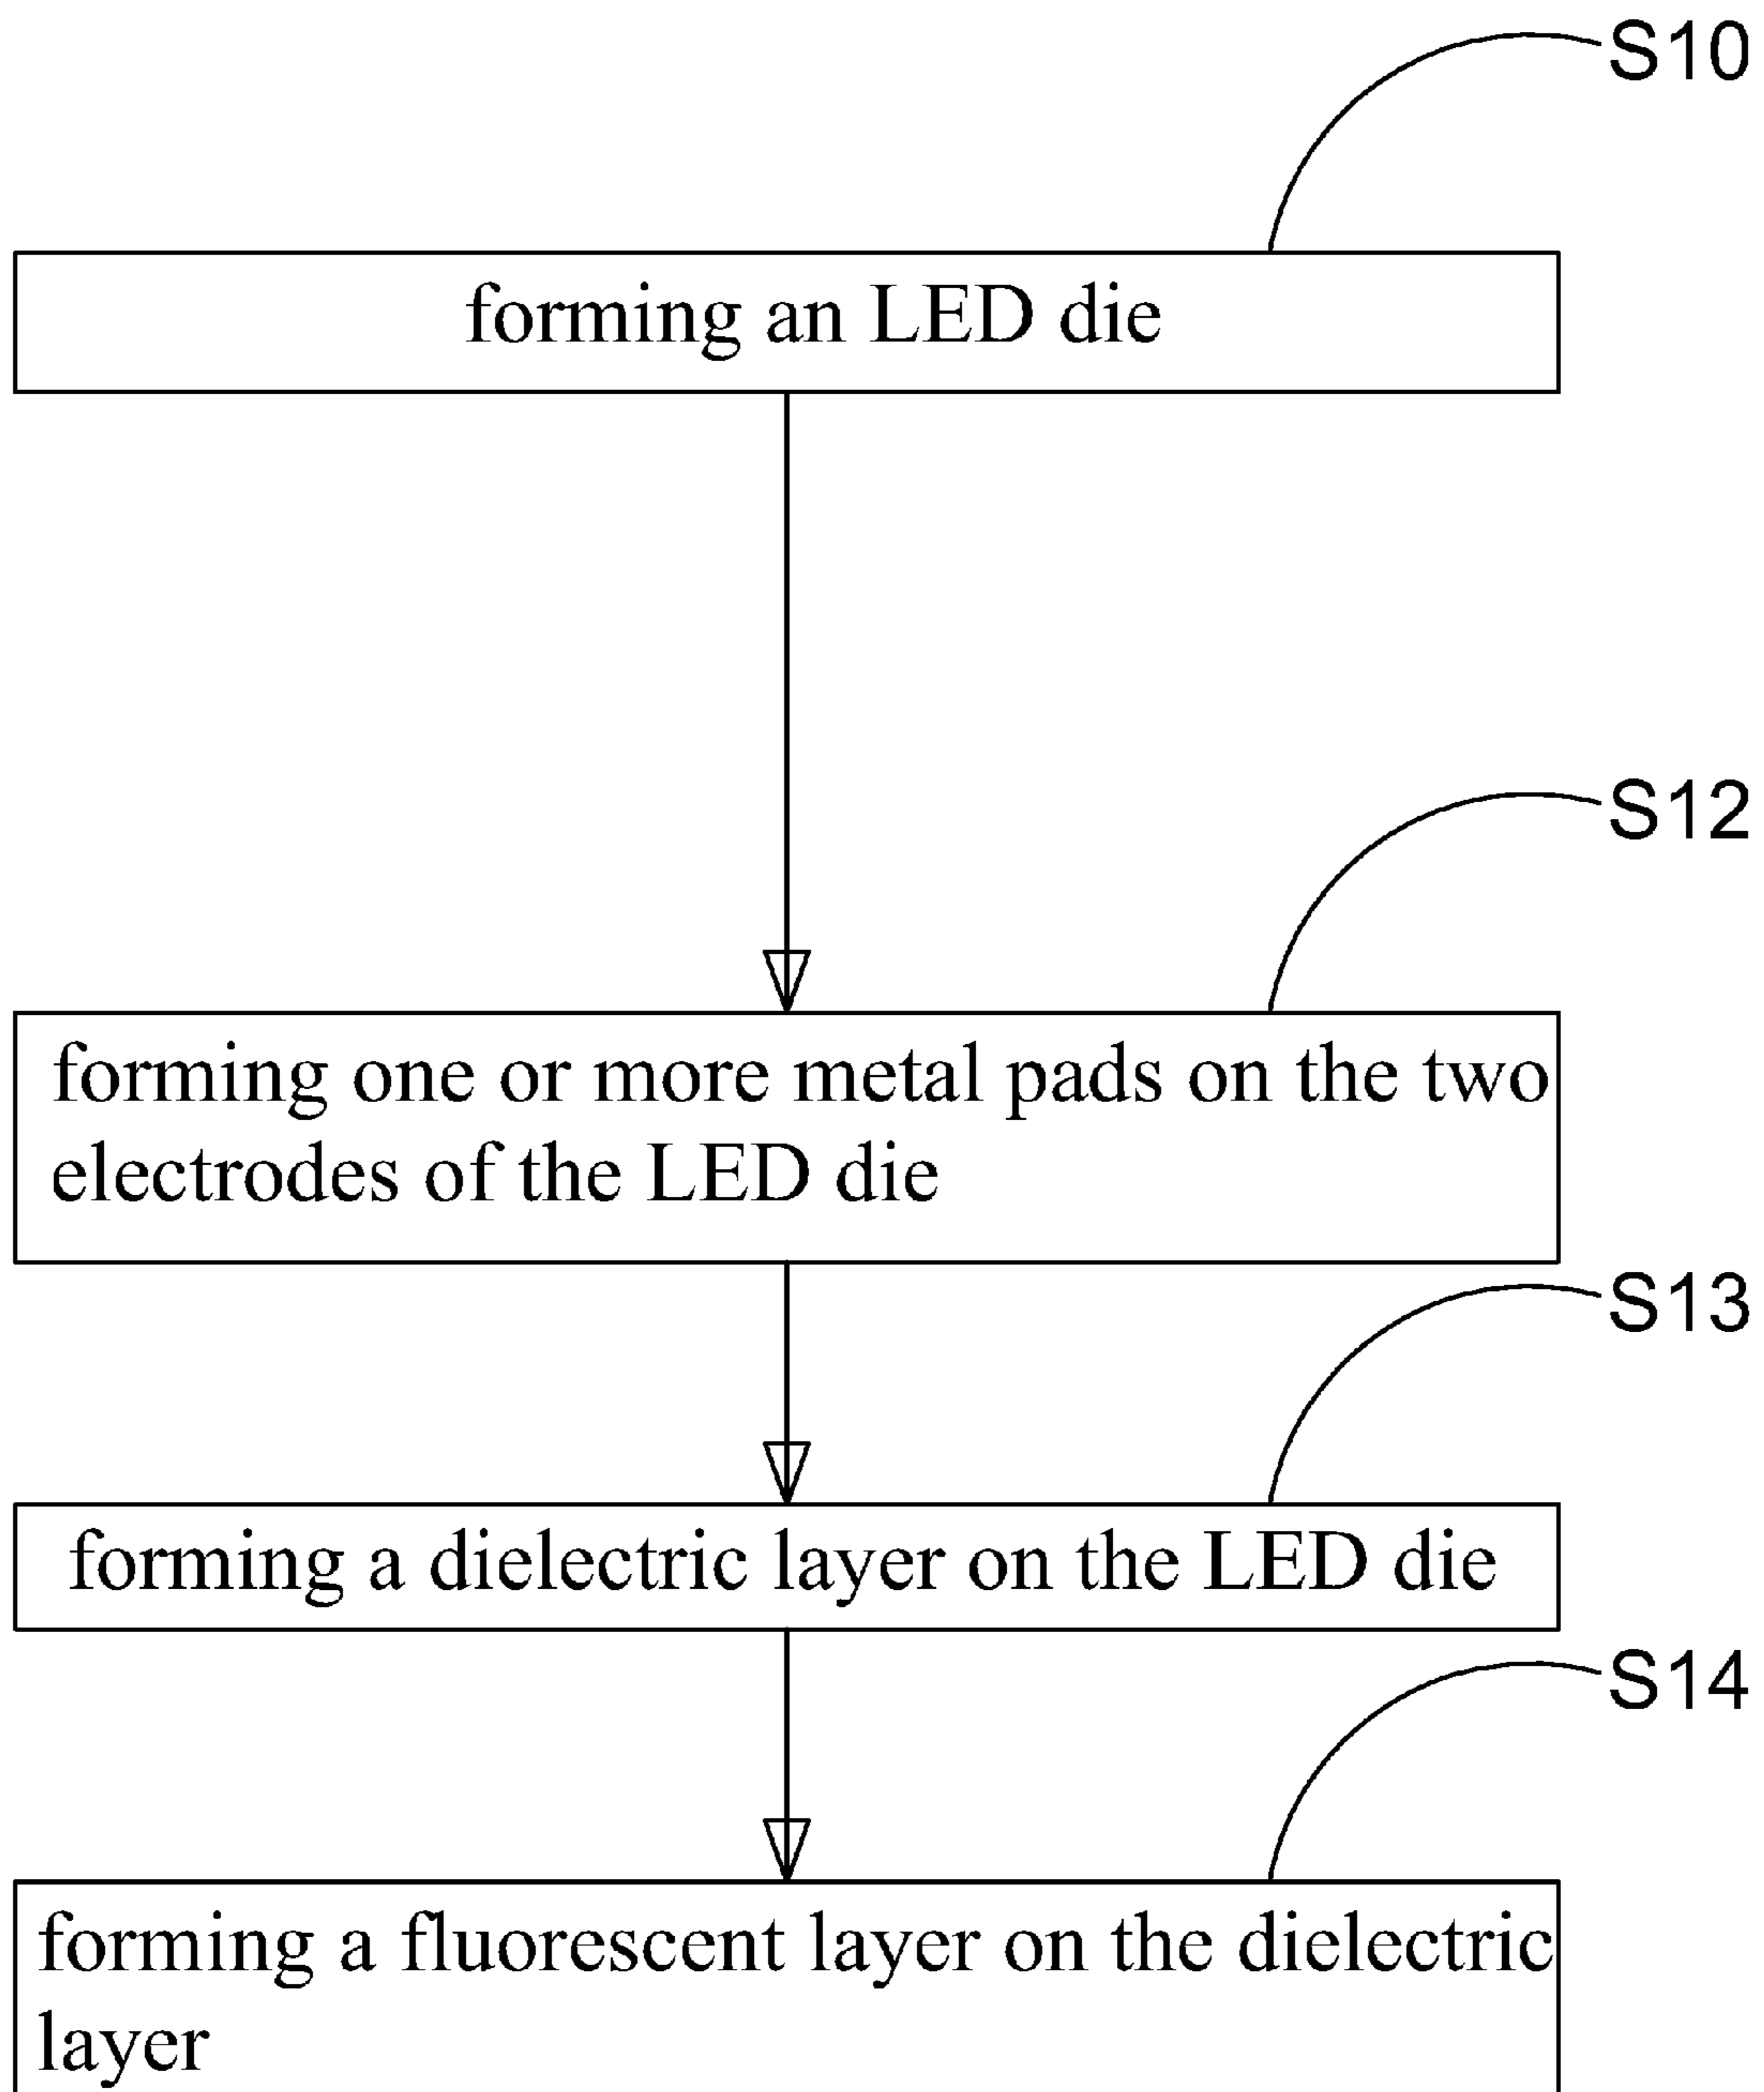 S10
forming an LED die
S12
forming one or more metal pads on the two
electrodes of the LED die
S13
forming a dielectric layer on the LED die
S14
forming a fluorescent layer on the dielectric
layer